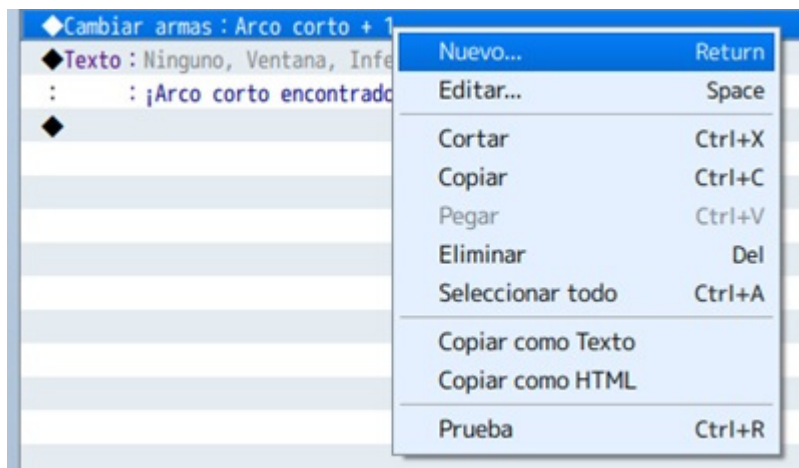 ◆Cambiar armas：Arco corto + 1
◆Texto：Ninguno, Ventana, Infe
：　　：¡Arco corto encontrado
◆
Nuevo... Return
Editar... Space
Cortar Ctrl+X
Copiar Ctrl+C
Pegar Ctrl+V
Eliminar Del
Seleccionar todo Ctrl+A
Copiar como Texto
Copiar como HTML
Prueba Ctrl+R